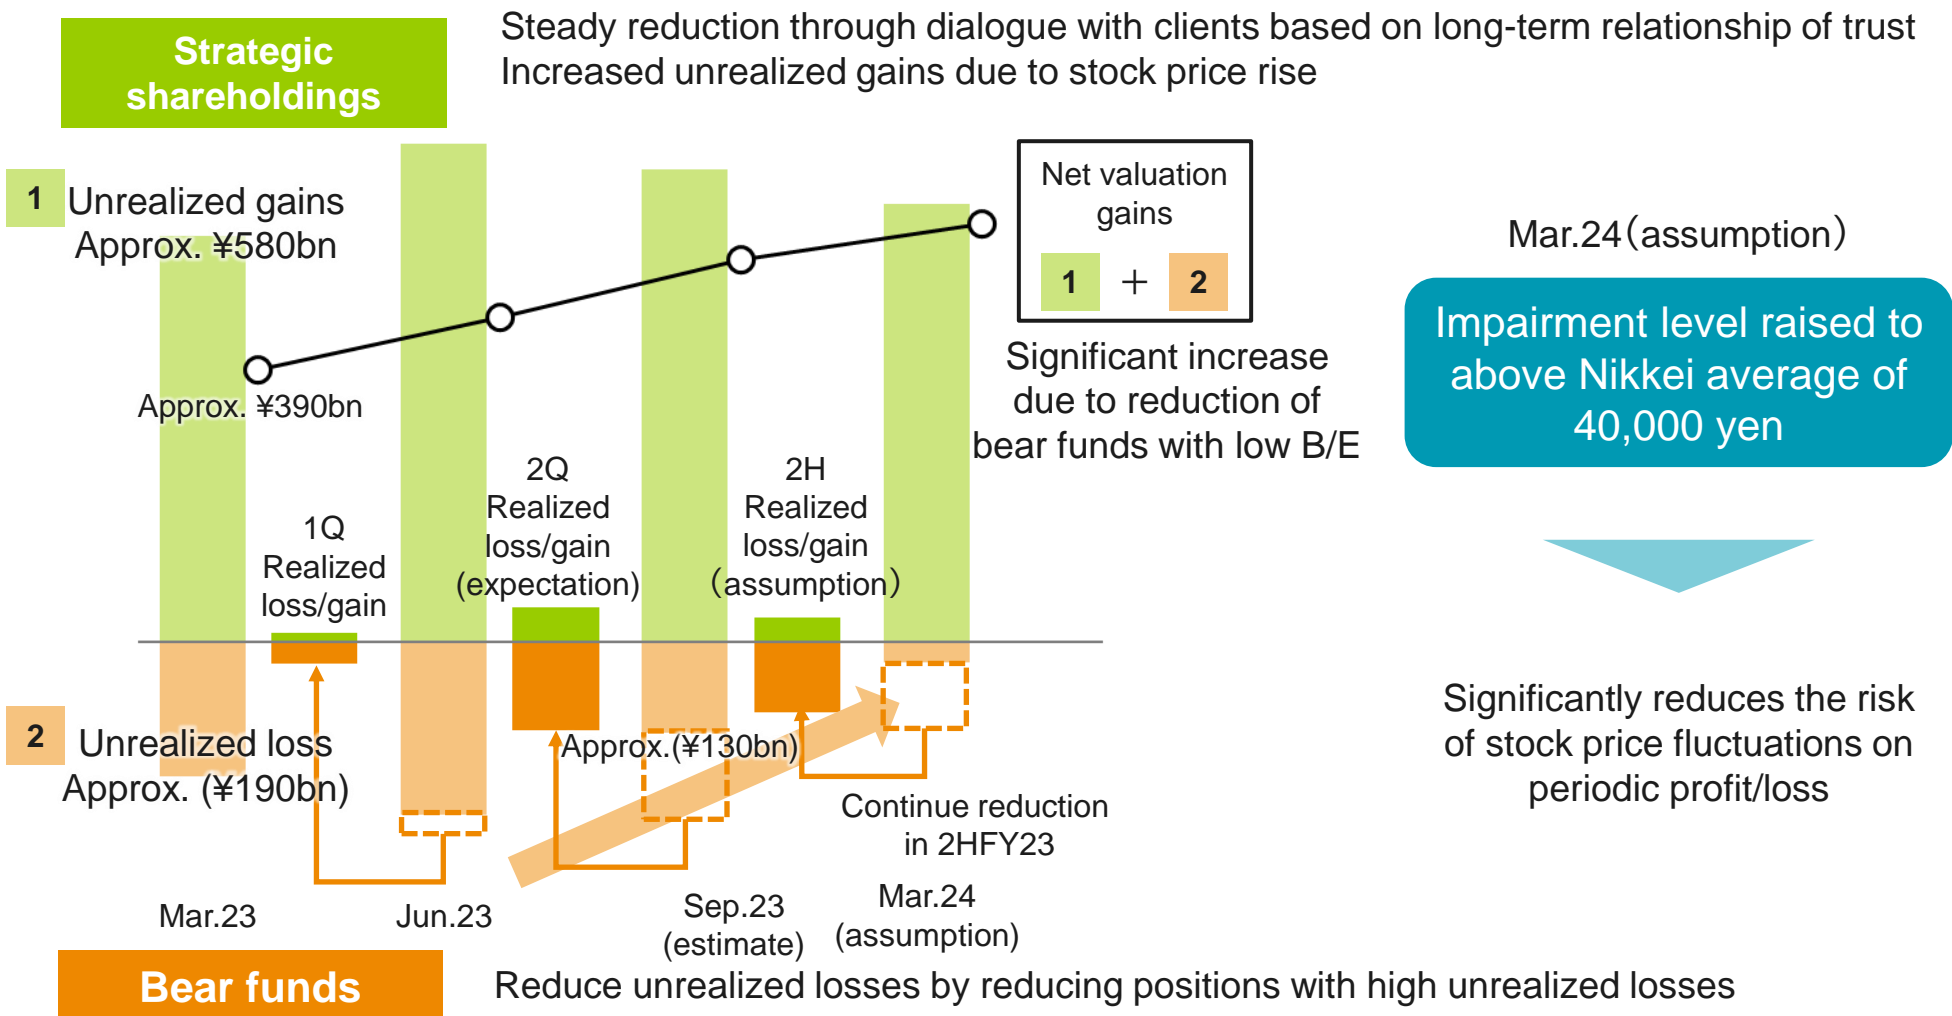 Strategic
shareholdings
Steady reduction through dialogue with clients based on long-term relationship of trust
Increased unrealized gains due to stock price rise
1 Unrealized gains
Approx. ¥580bn
Approx. ¥390bn
Net valuation
gains
1 + 2
Significant increase
due to reduction of
bear funds with low B/E
Mar.24（assumption）
Impairment level raised to
above Nikkei average of
40,000 yen
1Q
Realized
loss/gain
2Q
Realized
loss/gain
(expectation)
2H
Realized
loss/gain
（assumption）
2 Unrealized loss
Approx. (¥190bn)
Approx.(¥130bn)
Continue reduction
in 2HFY23
Significantly reduces the risk
of stock price fluctuations on
periodic profit/loss
Mar.23
Jun.23
Sep.23
(estimate)
Mar.24
(assumption)
Bear funds
Reduce unrealized losses by reducing positions with high unrealized losses